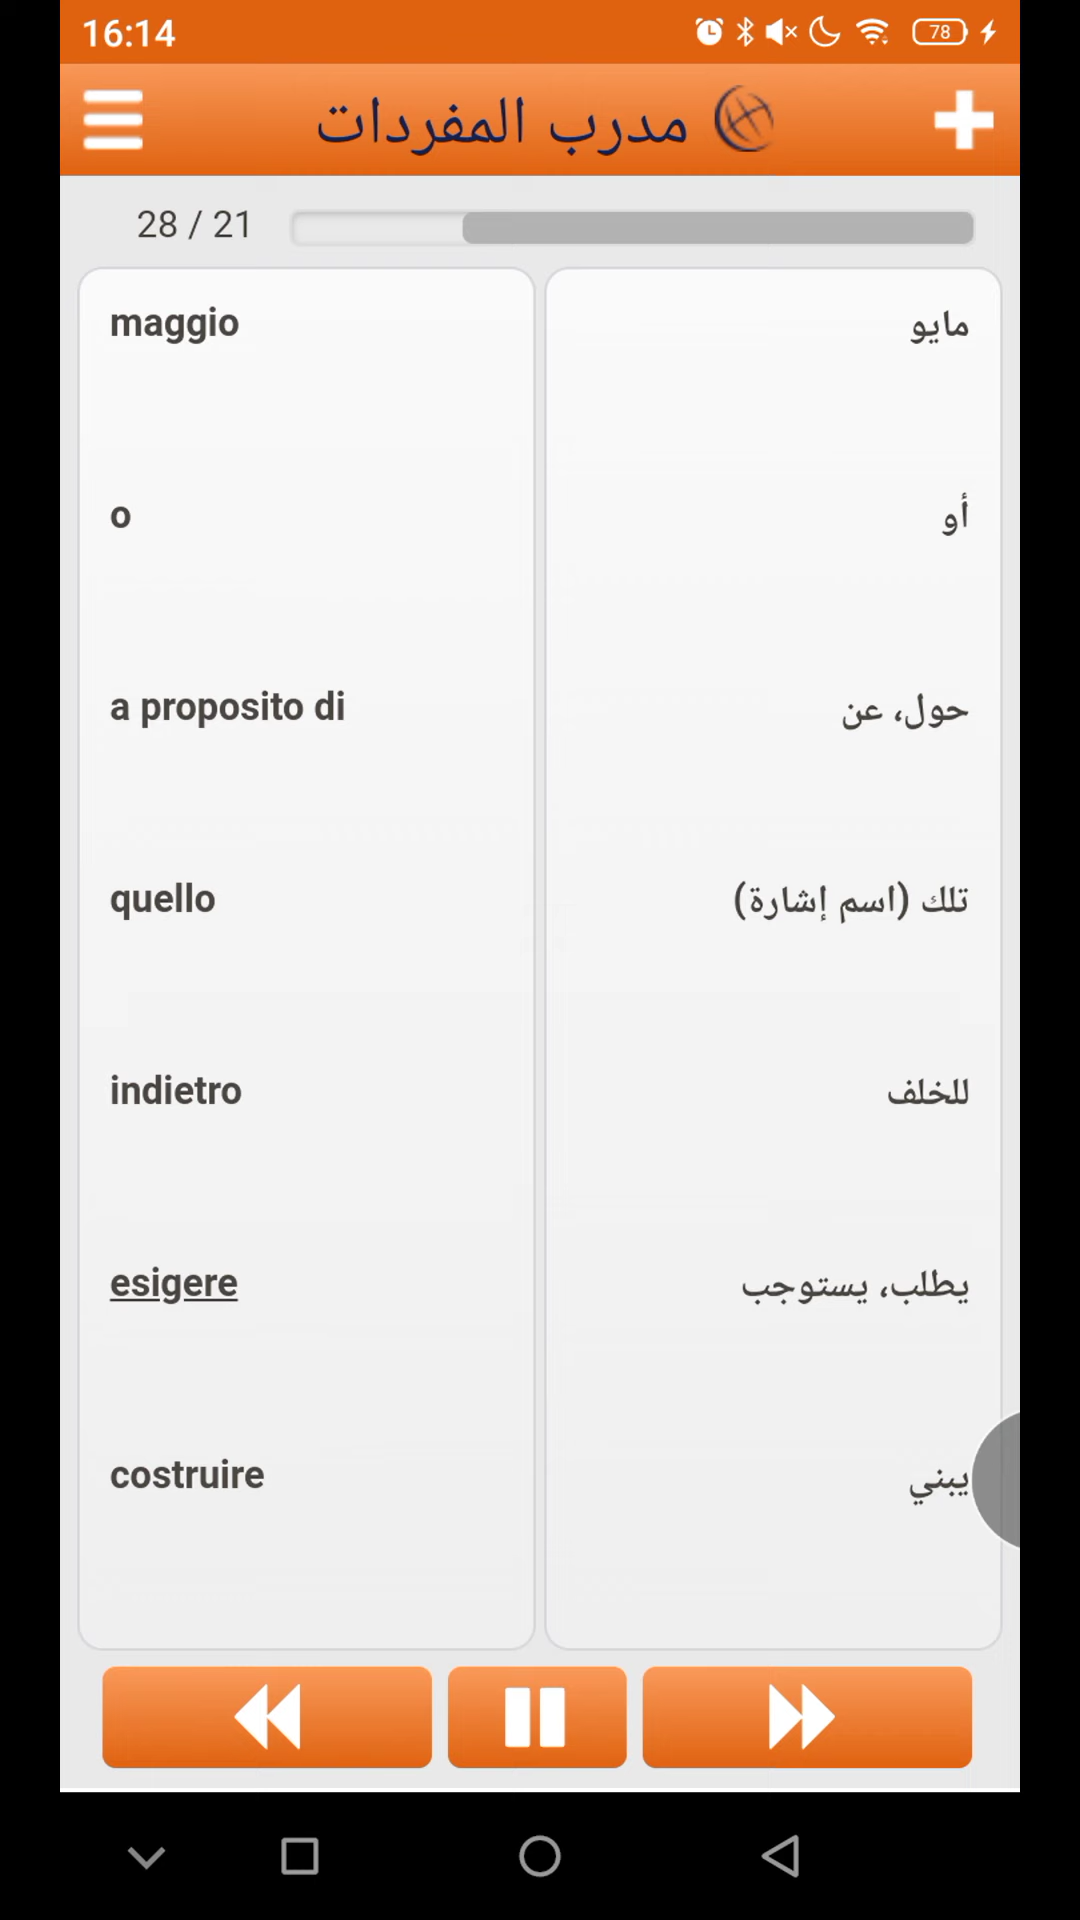 16:14
78
مدرب المفردات
28 / 21
maggio
مايو
o
أو
a proposito di
حول، عن
quello
تلك (اسم إشارة)
indietro
للخلف
esigere
يطلب، يستوجب
costruire
يبني